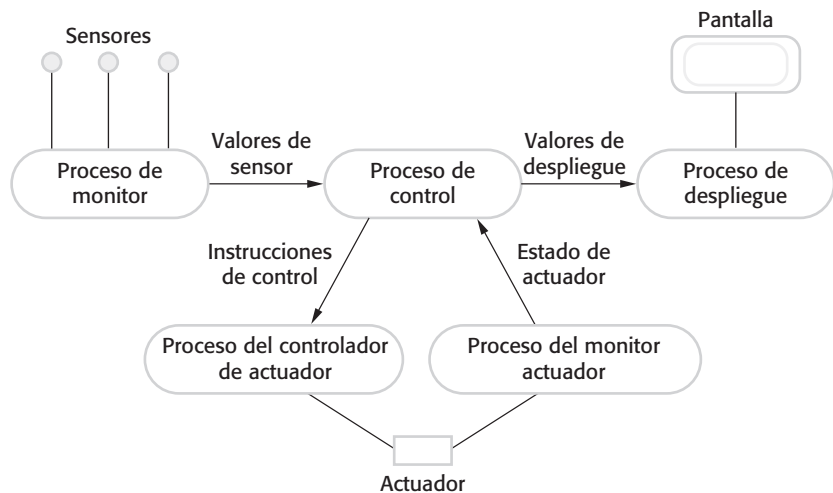 Sensores
Pantalla
Valores de
sensor
Valores de
despliegue
Proceso de
monitor
Proceso de
control
Proceso de
despliegue
Instrucciones
de control
Estado de
actuador
Proceso del controlador
de actuador
Proceso del monitor
actuador
Actuador